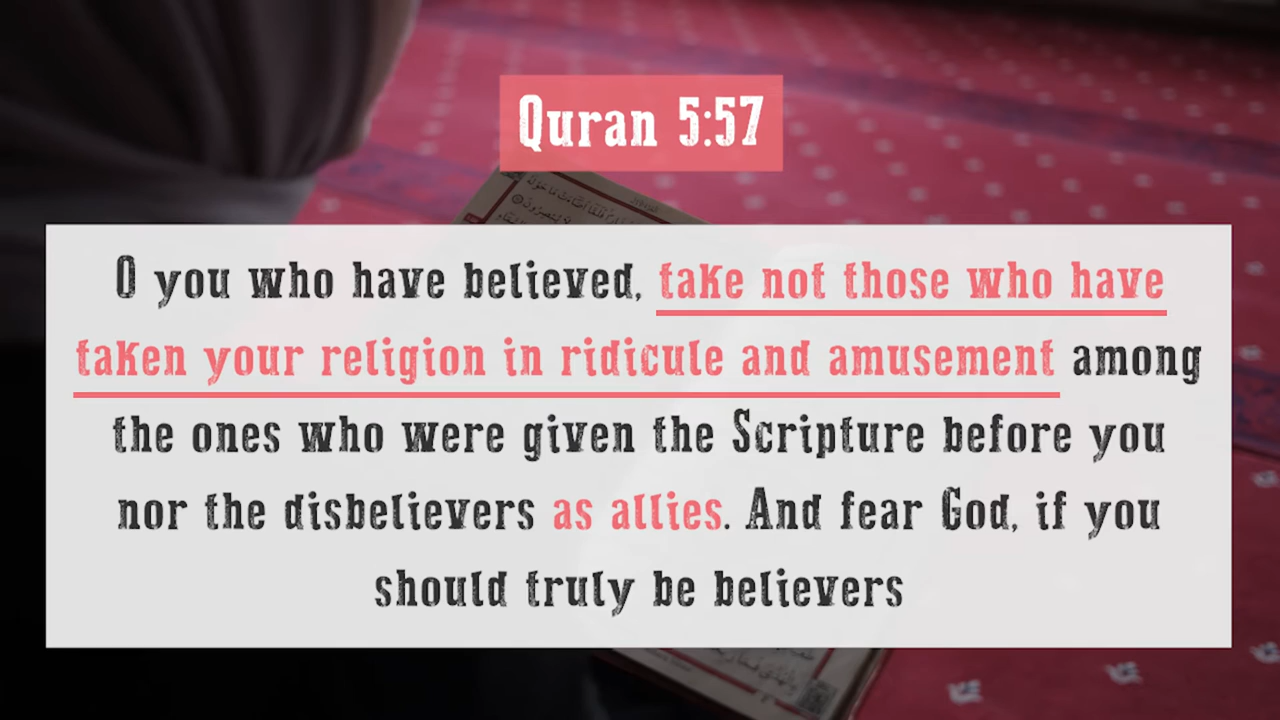 Quran 5:57
O you who have believed, take not those who have
taken your religion in ridicule and amusement among
the ones who were given the Scripture before you
nor the disbelievers as allies. And fear God, if you
should truly be believers